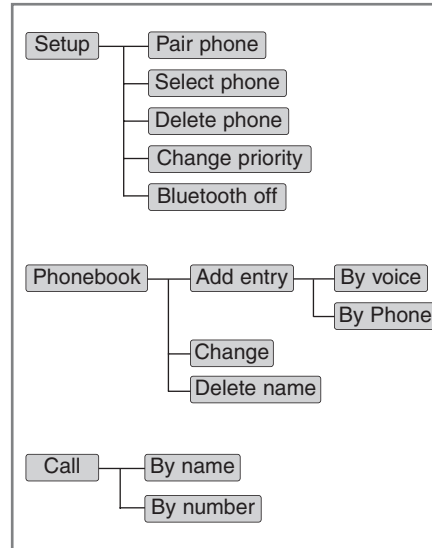 Setup
Pair phone
Select phone
Delete phone
Change priority
Bluetooth off
Phonebook
Add entry
By voice
By Phone
Change
Delete name
Call
By name
By number